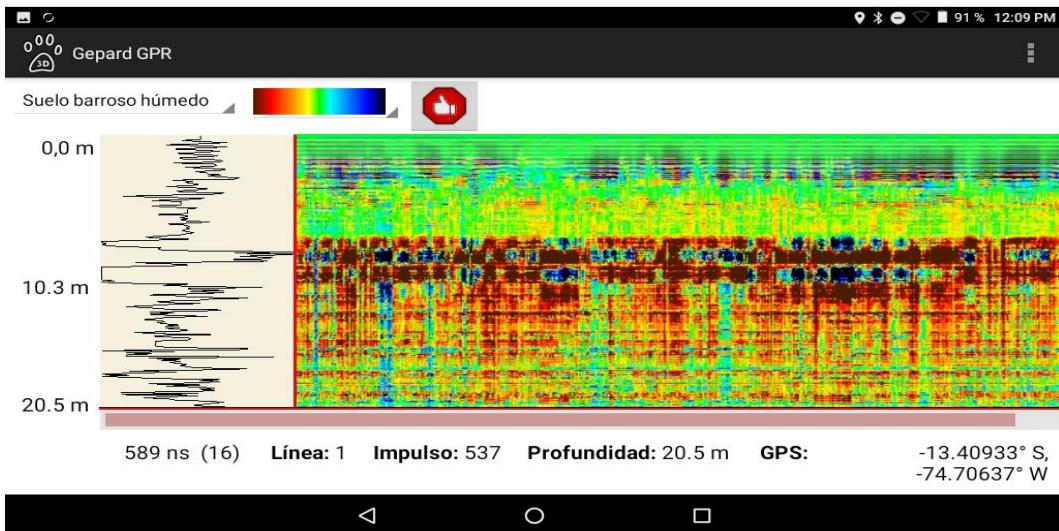 91 % 12:09 PM
3D Gepard GPR
Suelo barroso húmedo
0,0 m
10.3 m
20.5 m
589 ns (16) Línea: 1 Impulso: 537 Profundidad: 20.5 m GPS: -13.40933° S,
-74.70637° W